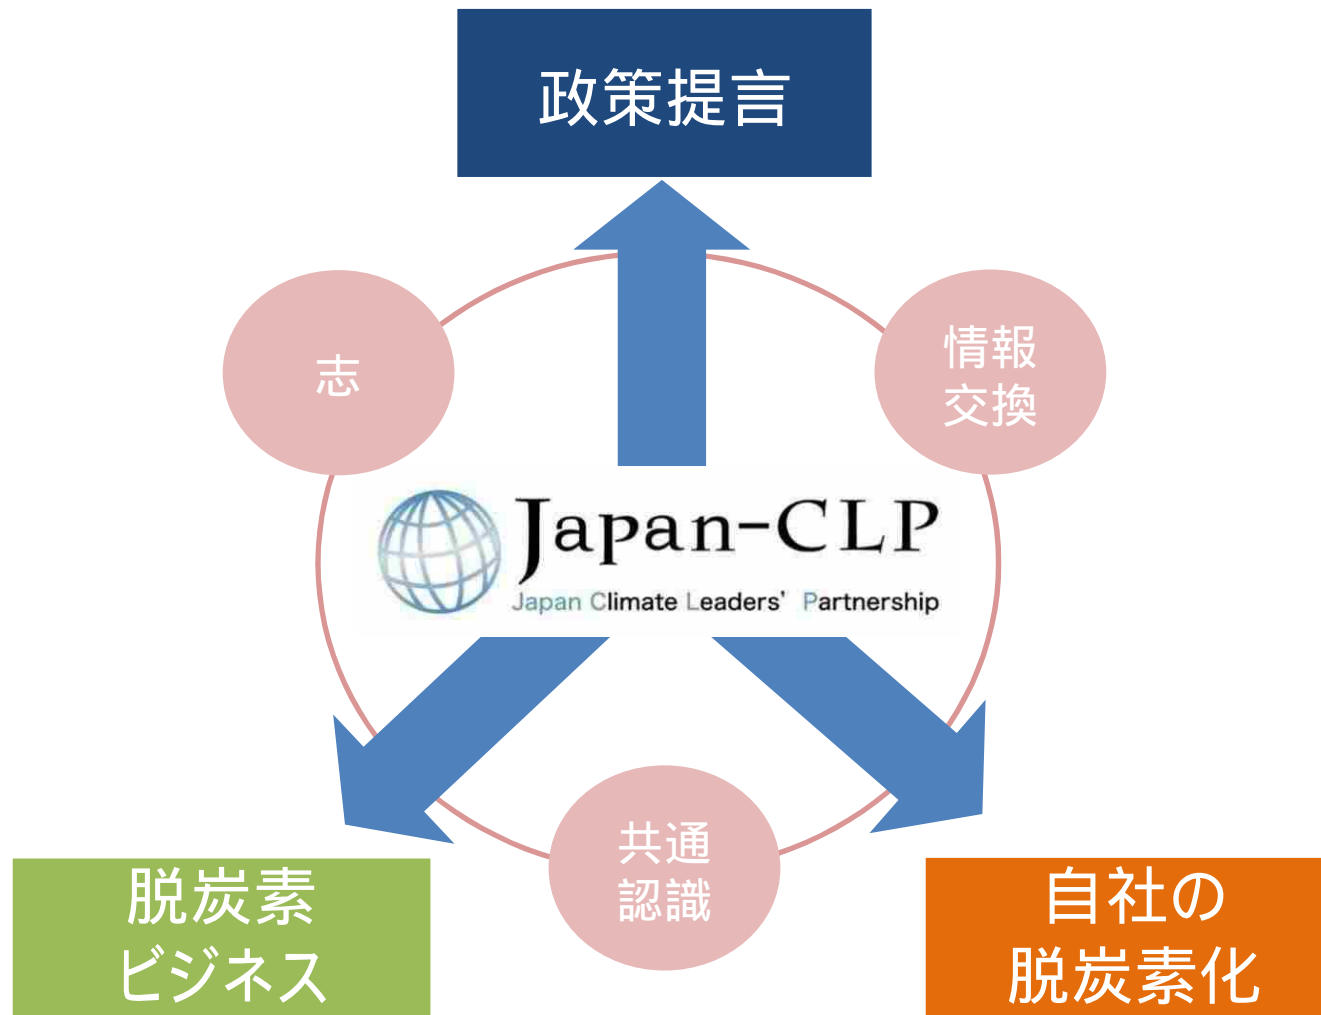 政策提言
志
情報
交換
Japan-CLP
Japan Climate Leaders' Partnership
共通
認識
脱炭素
ビジネス
自社の
脱炭素化